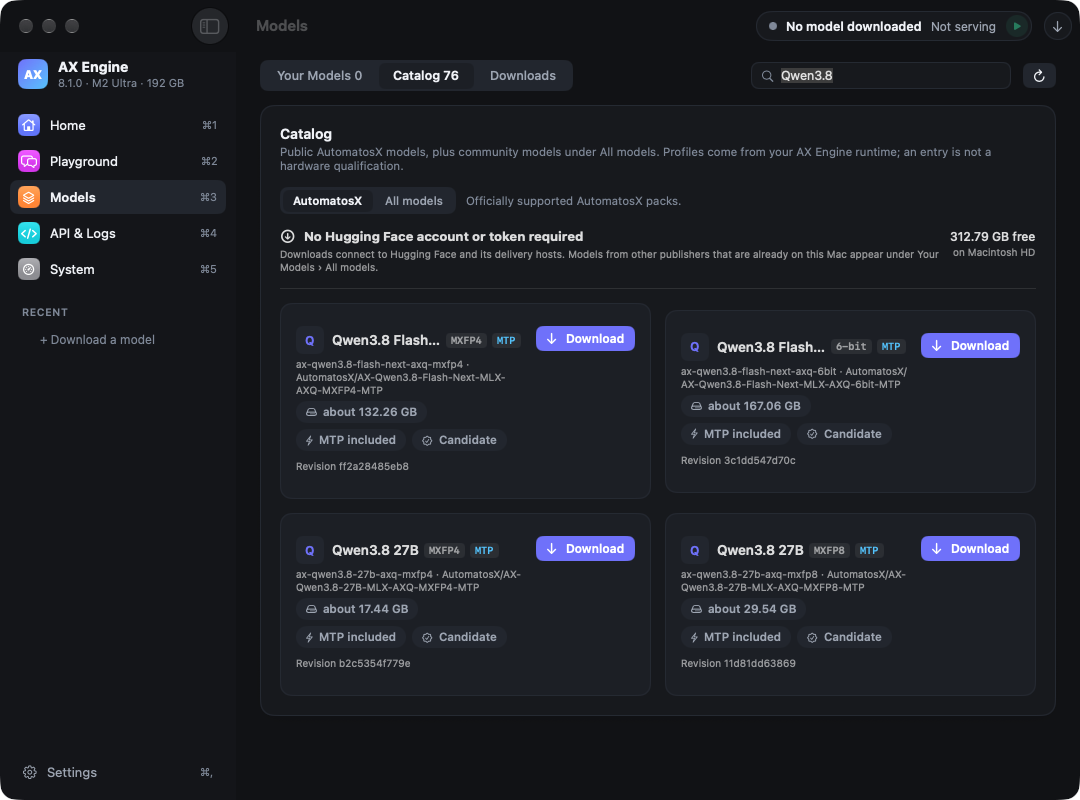 Models
No model downloaded Not serving
AX
AX Engine
8.1.0 · M2 Ultra · 192 GB
Home ⌘1
Playground ⌘2
Models ⌘3
API & Logs ⌘4
System ⌘5
RECENT
+ Download a model
Settings ⌘,
Your Models 0 Catalog 76 Downloads
Qwen3.8
Catalog
Public AutomatosX models, plus community models under All models. Profiles come from your AX Engine runtime; an entry is not a
hardware qualification.
AutomatosX All models Officially supported AutomatosX packs.
No Hugging Face account or token required
Downloads connect to Hugging Face and its delivery hosts. Models from other publishers that are already on this Mac appear under Your
Models › All models.
312.79 GB free
on Macintosh HD
Q Qwen3.8 Flash... MXFP4 MTP Download
ax-qwen3.8-flash-next-axq-mxfp4 ·
AutomatosX/AX-Qwen3.8-Flash-Next-MLX-
AXQ-MXFP4-MTP
about 132.26 GB
MTP included Candidate
Revision ff2a28485eb8
Q Qwen3.8 Flash... 6-bit MTP Download
ax-qwen3.8-flash-next-axq-6bit · AutomatosX/
AX-Qwen3.8-Flash-Next-MLX-AXQ-6bit-MTP
about 167.06 GB
MTP included Candidate
Revision 3c1dd547d70c
Q Qwen3.8 27B MXFP4 MTP Download
ax-qwen3.8-27b-axq-mxfp4 · AutomatosX/AX-
Qwen3.8-27B-MLX-AXQ-MXFP4-MTP
about 17.44 GB
MTP included Candidate
Revision b2c5354f779e
Q Qwen3.8 27B MXFP8 MTP Download
ax-qwen3.8-27b-axq-mxfp8 · AutomatosX/AX-
Qwen3.8-27B-MLX-AXQ-MXFP8-MTP
about 29.54 GB
MTP included Candidate
Revision 11d81dd63869